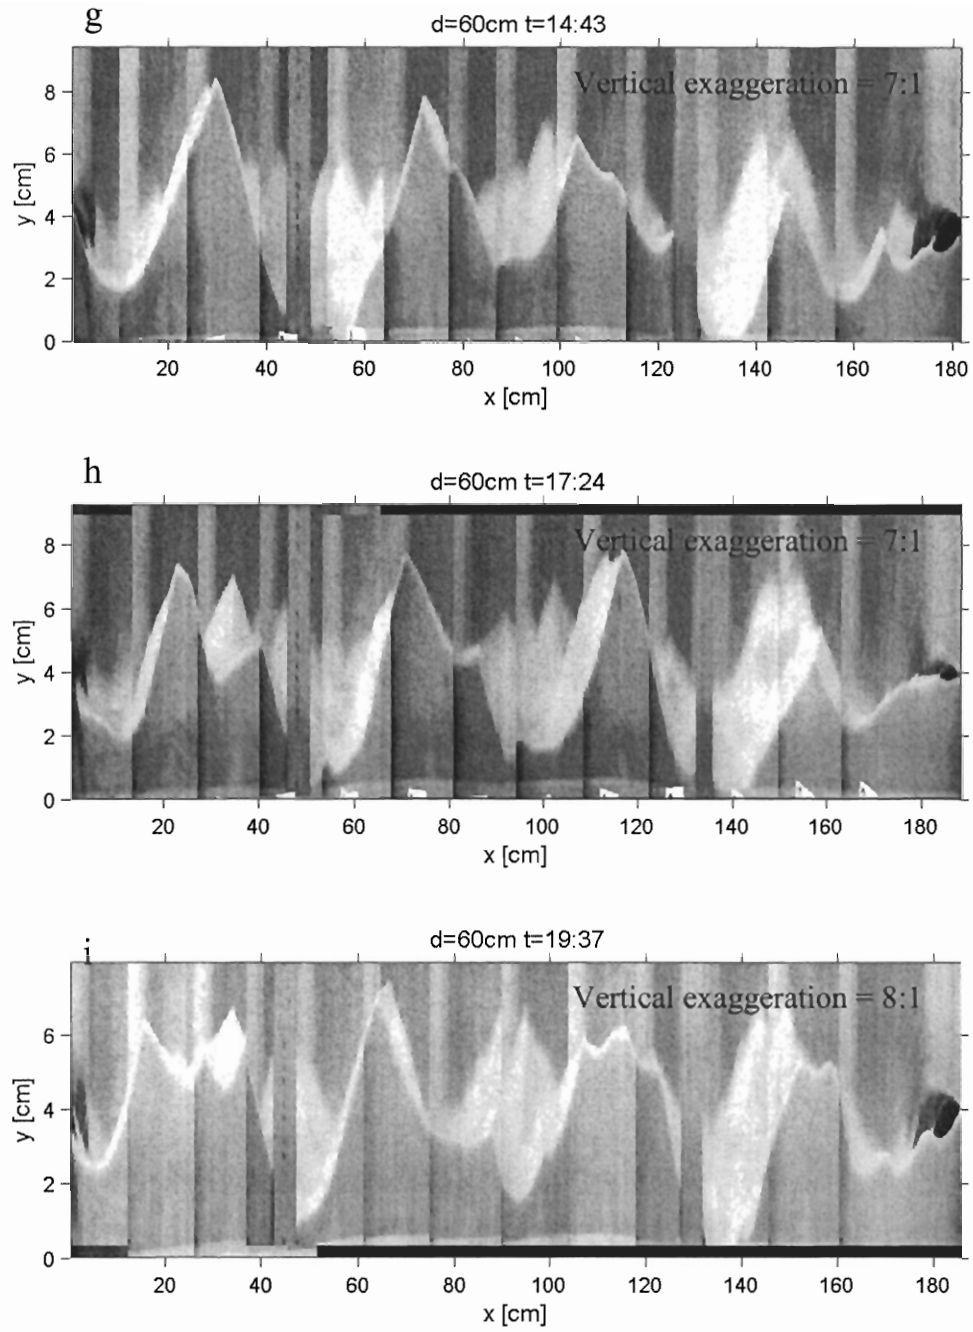 g
d=60cm t=14:43
Vertical exaggeration = 7:1
8
6
4
2
0
y [cm]
20 40 60 80 100 120 140 160 180
x [cm]
h
d=60cm t=17:24
Vertical exaggeration = 7:1
8
6
4
2
0
y [cm]
20 40 60 80 100 120 140 160 180
x [cm]
i
d=60cm t=19:37
Vertical exaggeration = 8:1
6
4
2
0
y [cm]
20 40 60 80 100 120 140 160 180
x [cm]